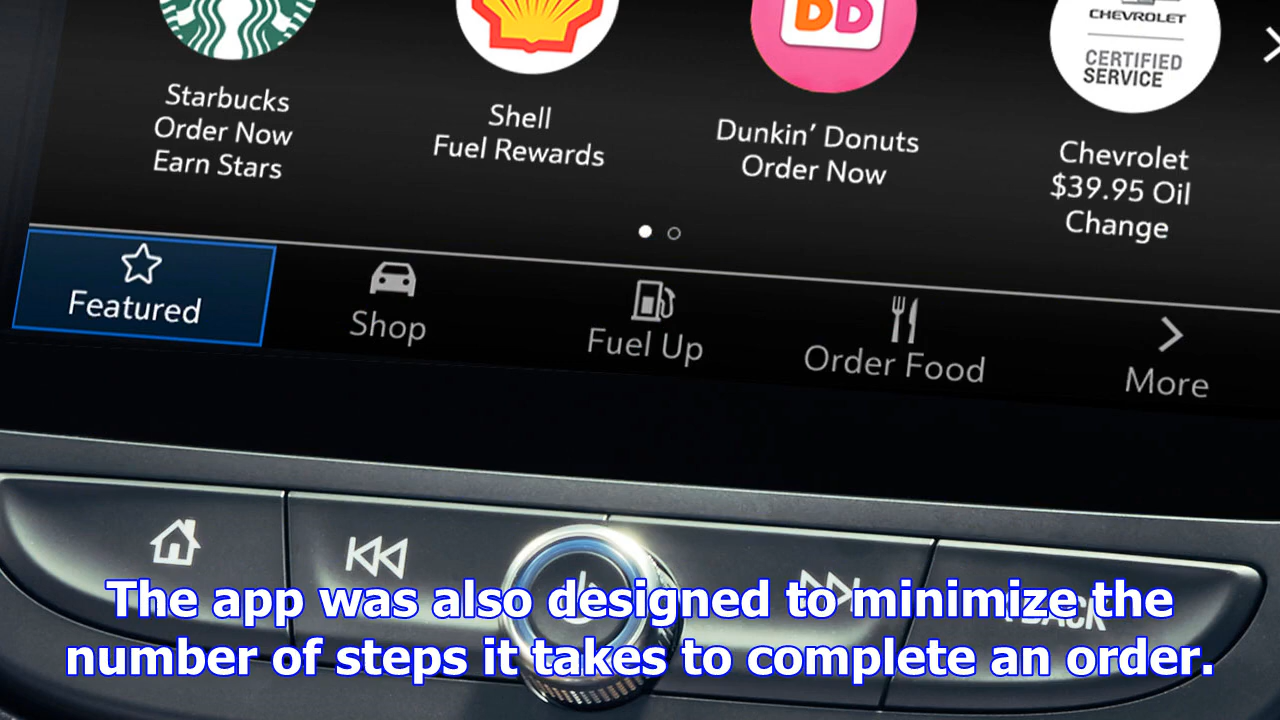 DD
CHEVROLET
CERTIFIED
SERVICE
Starbucks
Order Now
Earn Stars
Shell
Fuel Rewards
Dunkin’ Donuts
Order Now
Chevrolet
$39.95 Oil
Change
Featured
Shop
Fuel Up
Order Food
More
BACK
The app was also designed to minimize the
number of steps it takes to complete an order.